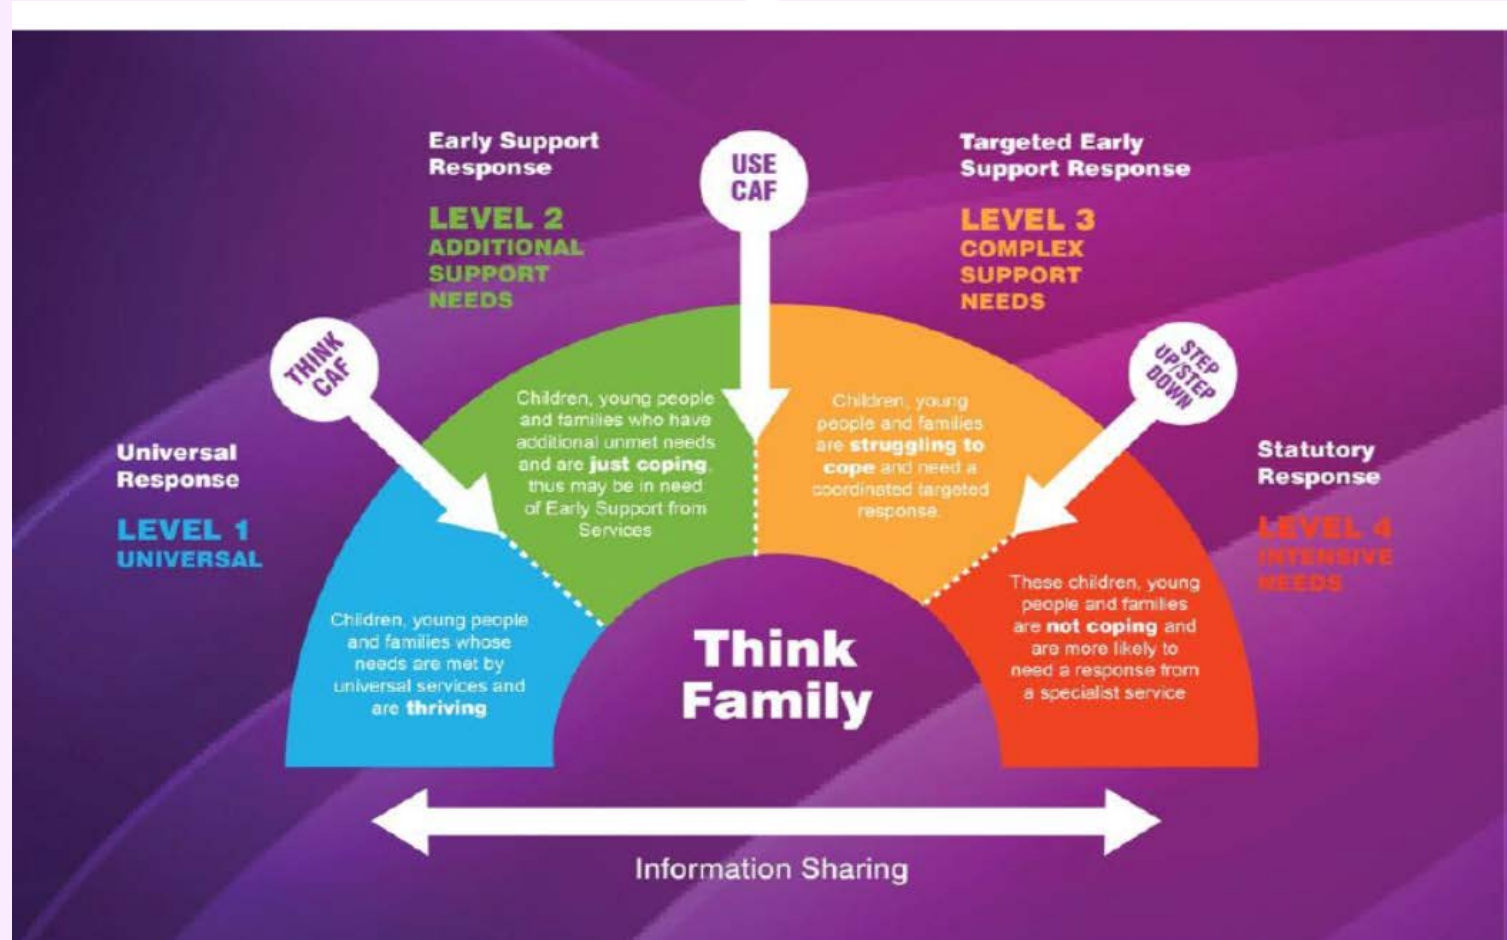 Early Support
Response
LEVEL 2
ADDITIONAL
SUPPORT
NEEDS
USE
CAF
Targeted Early
Support Response
LEVEL 3
COMPLEX
SUPPORT
NEEDS
THINK
CAF
STEP
UP/STEP
DOWN
Universal
Response
LEVEL 1
UNIVERSAL
Children, young people
and families who have
additional unmet needs
and are just coping,
thus may be in need
of Early Support from
Services
Children, young
people and families
are struggling to
cope and need a
coordinated targeted
response.
Statutory
Response
LEVEL 4
INTENSIVE
NEEDS
Children, young people
and families whose
needs are met by
universal services and
are thriving
Think
Family
These children, young
people and families
are not coping and
are more likely to
need a response from
a specialist service
Information Sharing